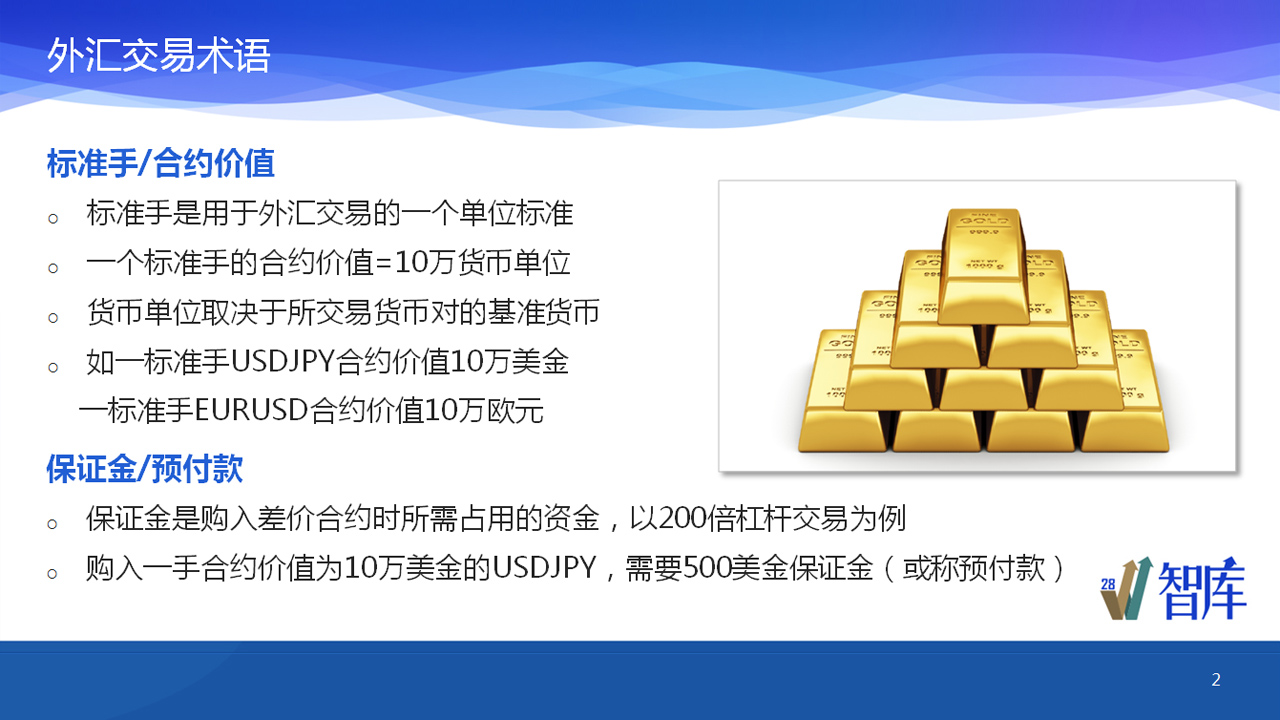 外汇交易术语
标准手/合约价值
标准手是用于外汇交易的一个单位标准
一个标准手的合约价值=10万货币单位
货币单位取决于所交易货币对的基准货币
如一标准手USDJPY合约价值10万美金
一标准手EURUSD合约价值10万欧元
FINE
GOLD
999.9
NET WT
1000 g
保证金/预付款
保证金是购入差价合约时所需占用的资金，以200倍杠杆交易为例
购入一手合约价值为10万美金的USDJPY，需要500美金保证金（或称预付款）
28
智库
2